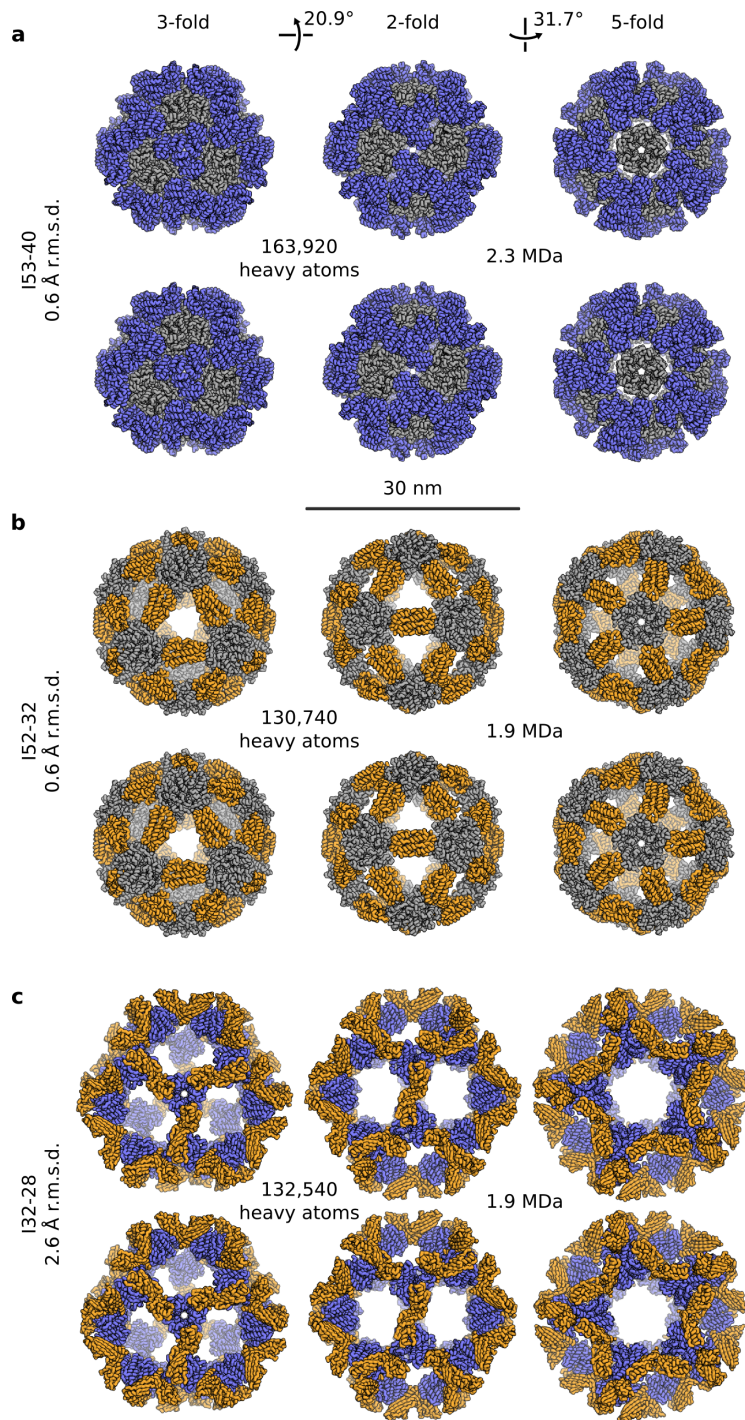 a
3-fold
20.9°
2-fold
31.7°
5-fold
I53-40
0.6 Å r.m.s.d.
163,920
heavy atoms
2.3 MDa
30 nm
b
I52-32
0.6 Å r.m.s.d.
130,740
heavy atoms
1.9 MDa
c
I32-28
2.6 Å r.m.s.d.
132,540
heavy atoms
1.9 MDa